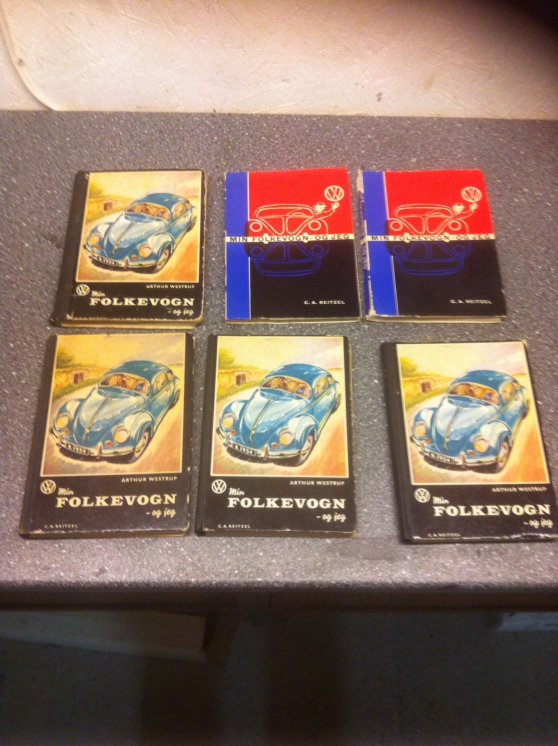 ARTHUR WESTRUP
Min
FOLKEVOGN
- og jeg
C.A. REITZEL
MIN FOLKEVOGN - OG JEG
C. A. REITZEL
MIN FOLKEVOGN - OG JEG
C. A. REITZEL
ARTHUR WESTRUP
Min
FOLKEVOGN
- og jeg
C.A. REITZEL
ARTHUR WESTRUP
Min
FOLKEVOGN
- og jeg
C.A. REITZEL
ARTHUR WESTRUP
Min
FOLKEVOGN
- og jeg
C.A. REITZEL